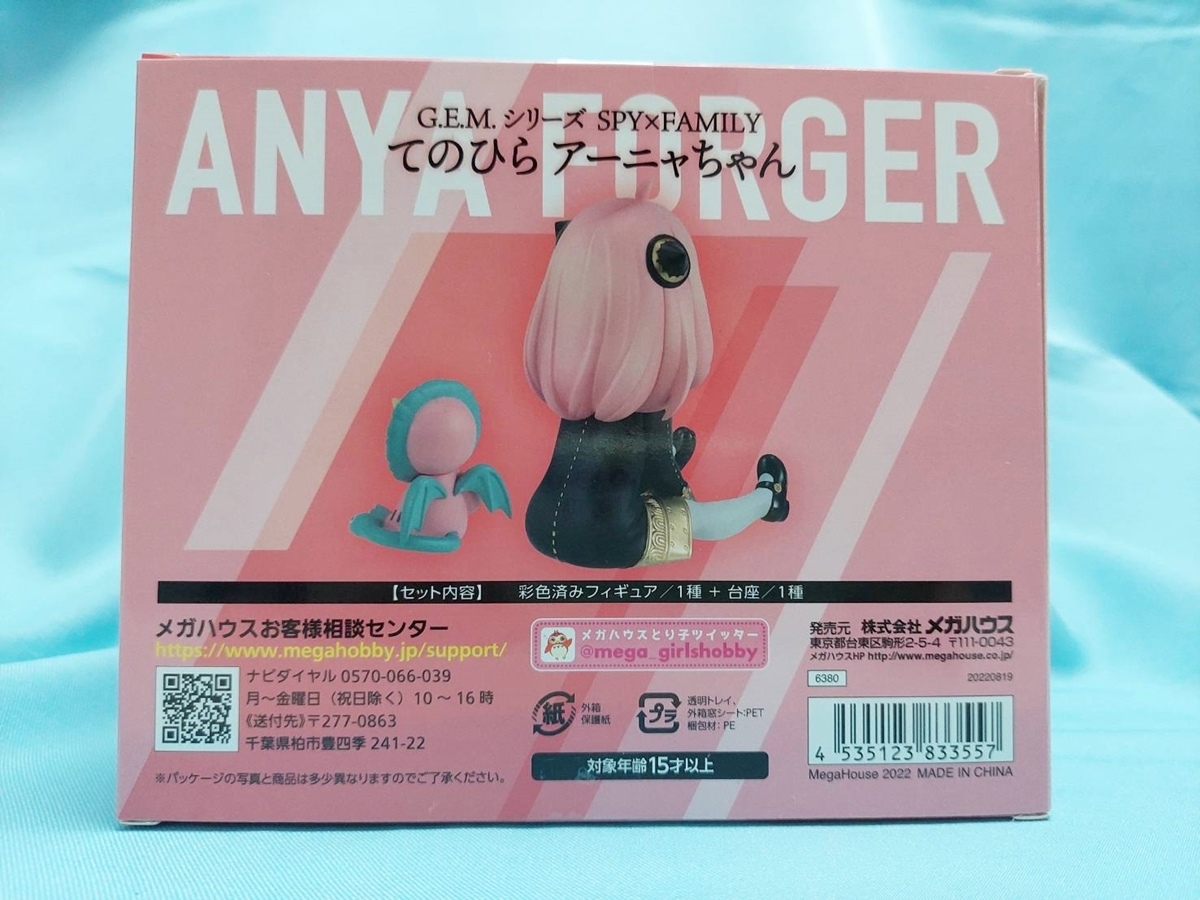 ANYA FORGER
G.E.M. シリーズ SPY×FAMILY
てのひら アーニャちゃん
【セット内容】 彩色済みフィギュア／1種 + 台座／1種
メガハウスお客様相談センター
https://www.megahobby.jp/support/
ナビダイヤル 0570-066-039
月～金曜日（祝日除く）10～16時
《送付先》〒277-0863
千葉県柏市豊四季 241-22
※パッケージの写真と商品は多少異なりますのでご了承ください。
メガハウスとり子ツイッター
@mega_girlshobby
紙
外箱
保護紙
プラ
透明トレイ、
外箱窓シート:PET
梱包材: PE
対象年齢15才以上
発売元 株式会社 メガハウス
東京都台東区駒形2-5-4 〒111-0043
メガハウスHP http://www.megahouse.co.jp/
6380 20220819
4 535123 833557
MegaHouse 2022 MADE IN CHINA